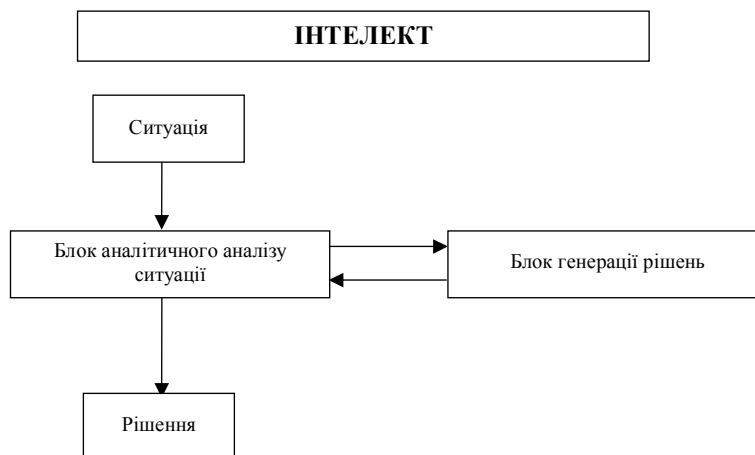 ІНТЕЛЕКТ
Ситуація
Блок аналітичного аналізу
ситуації
Блок генерації рішень
Рішення